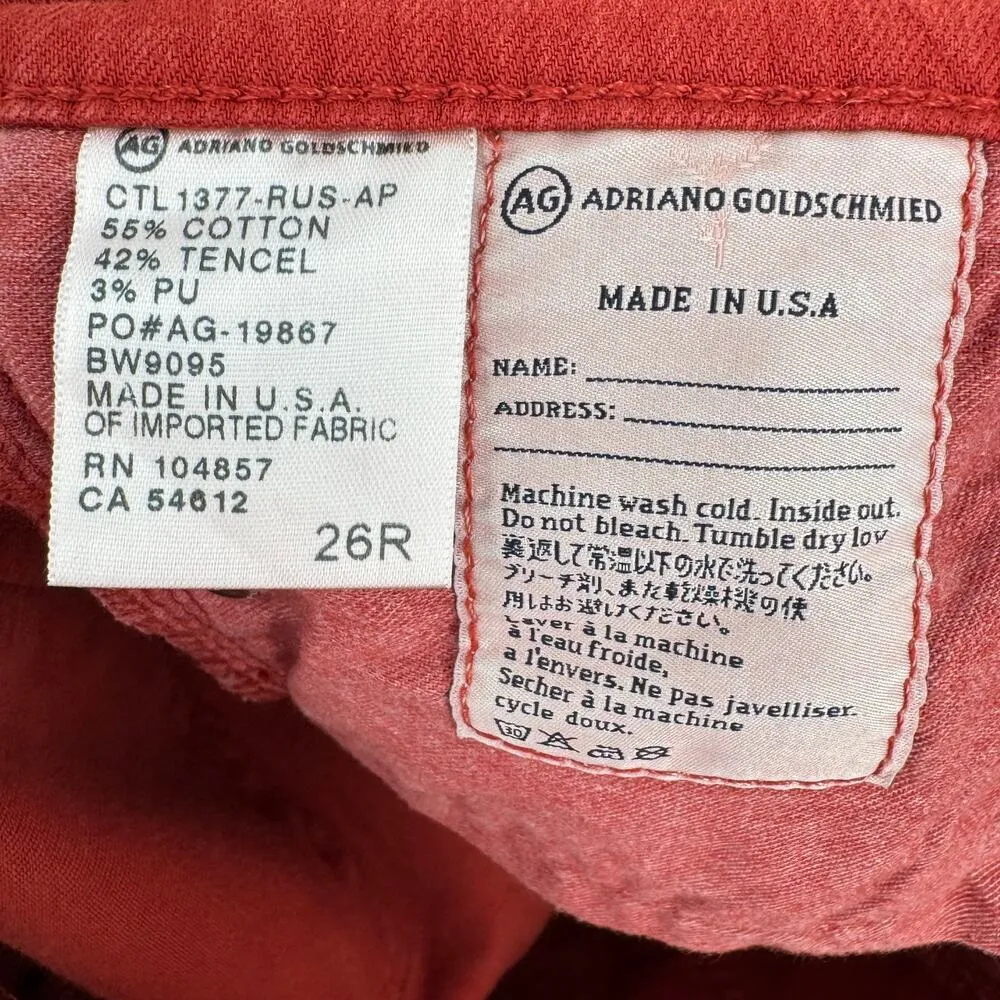 AG ADRIANO GOLDSCHMIED
CTL1377-RUS-AP
55% COTTON
42% TENCEL
3% PU
PO#AG-19867
BW9095
MADE IN U.S.A.
OF IMPORTED FABRIC
RN 104857
CA 54612
26R
AG ADRIANO GOLDSCHMIED
MADE IN U.S.A
NAME:
ADDRESS:
Machine wash cold. Inside out.
Do not bleach. Tumble dry low
裏返して常温以下の水で洗ってください。
ブリーチ剤、また乾燥機の使
用はお避けください。
Laver à la machine
à l'eau froide,
a l'envers. Ne pas javelliser.
Secher à la machine
cycle doux.
30